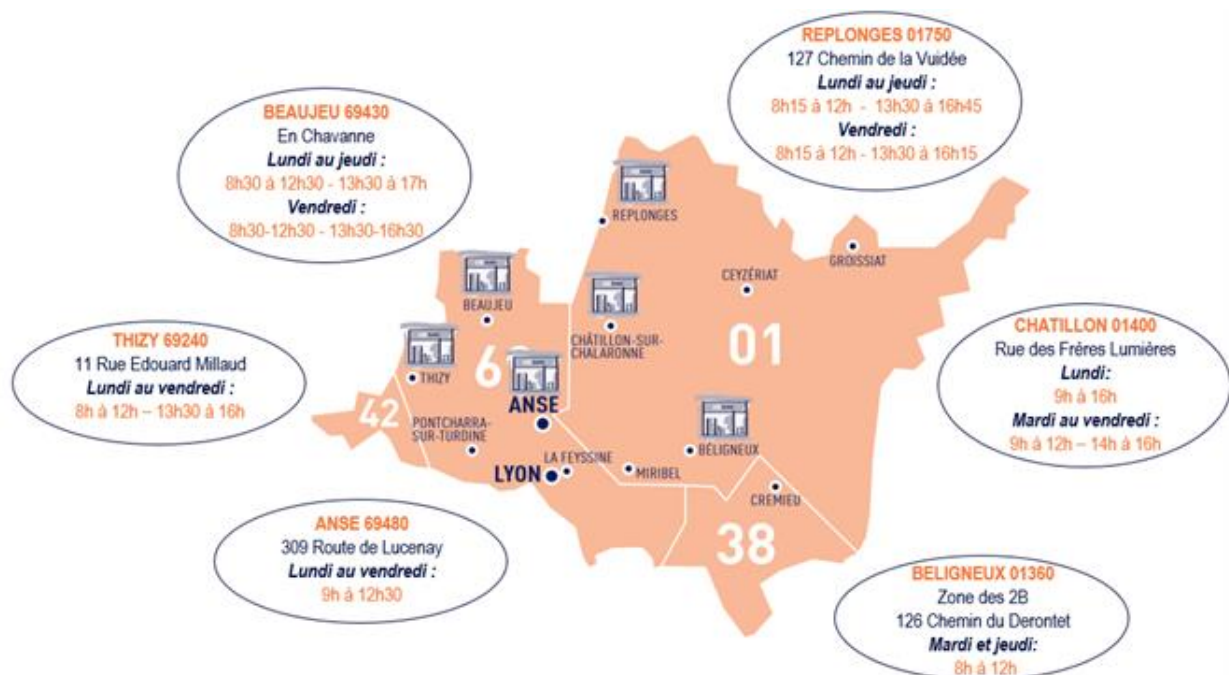 REPLONGES 01750
127 Chemin de la Vuidée
Lundi au jeudi :
8h15 à 12h - 13h30 à 16h45
Vendredi :
8h15 à 12h - 13h30 à 16h15
BEAUJEU 69430
En Chavanne
Lundi au jeudi :
8h30 à 12h30 - 13h30 à 17h
Vendredi :
8h30-12h30 - 13h30-16h30
THIZY 69240
11 Rue Edouard Millaud
Lundi au vendredi :
8h à 12h – 13h30 à 16h
REPLONGES
GROISSIAT
CEYZÉRIAT
BEAUJEU
CHÂTILLON-SUR-
CHALARONNE
01
THIZY
6
ANSE
42
PONTCHARRA-
SUR-TURDINE
BÉLIGNEUX
LA FEYSSINE
LYON
MIRIBEL
CREMIEU
38
CHATILLON 01400
Rue des Frères Lumières
Lundi:
9h à 16h
Mardi au vendredi :
9h à 12h – 14h à 16h
ANSE 69480
309 Route de Lucenay
Lundi au vendredi :
9h à 12h30
BELIGNEUX 01360
Zone des 2B
126 Chemin du Derontet
Mardi et jeudi:
8h à 12h